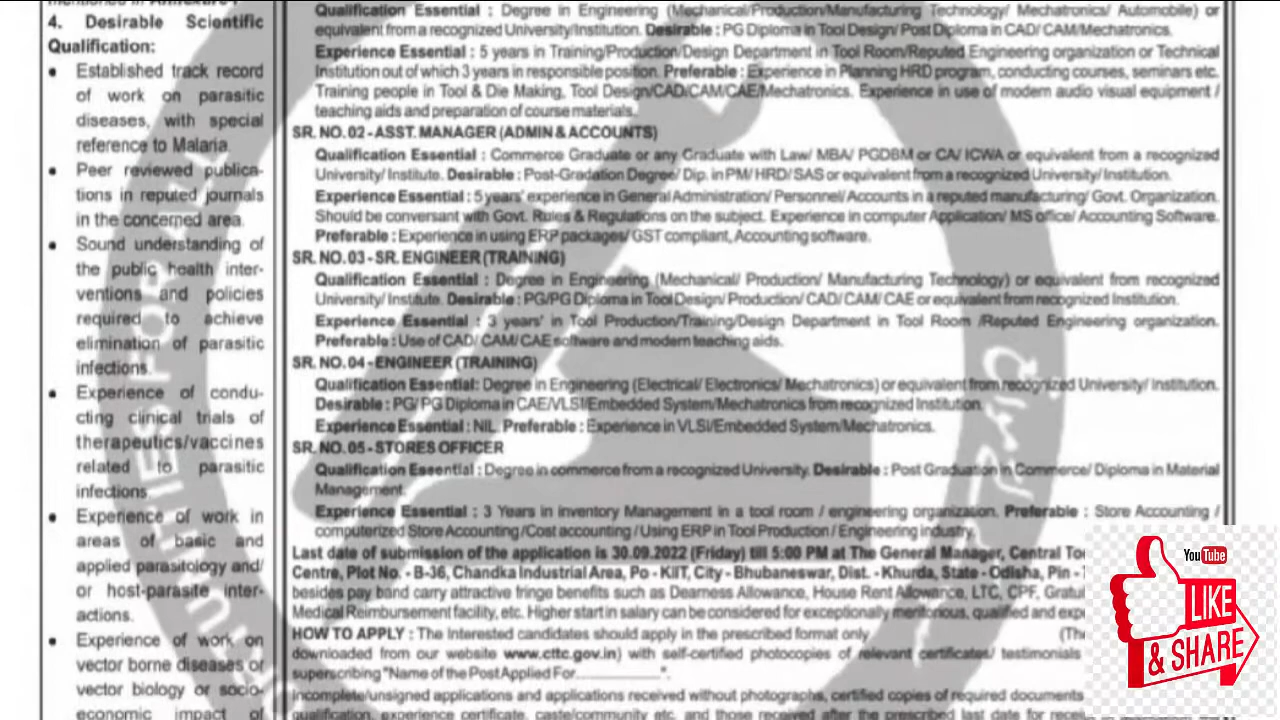 4. Desirable Scientific
Qualification:
• Established track record
of work on parasitic
diseases, with special
reference to Malaria.
• Peer reviewed publica-
tions in reputed journals
in the concerned area.
• Sound understanding of
the public health inter-
ventions and policies
required to achieve
elimination of parasitic
infections.
• Experience of condu-
cting clinical trials of
therapeutics/vaccines
related to parasitic
infections
• Experience of work in
areas of basic and
applied parasitology and/
or host-parasite inter-
actions.
• Experience of work on
vector borne diseases or
vector biology or socio-
economic impact of
Qualification Essential : Degree in Engineering (Mechanical/Production/Manufacturing Technology/ Mechatronics/ Automobile) or
equivalent from a recognized University/Institution. Desirable : PG Diploma in Tool Design/ Post Diploma in CAD/ CAM/Mechatronics.
Experience Essential : 5 years in Training/Production/Design Department in Tool Room/Reputed Engineering organization or Technical
Institution out of which 3 years in responsible position. Preferable : Experience in Planning HRD program, conducting courses, seminars etc.
Training people in Tool & Die Making, Tool Design/CAD/CAM/CAE/Mechatronics. Experience in use of modern audio visual equipment /
teaching aids and preparation of course materials.
SR. NO. 02 - ASST. MANAGER (ADMIN & ACCOUNTS)
Qualification Essential : Commerce Graduate or any Graduate with Law/ MBA/ PGDBM or CA/ ICWA or equivalent from a recognized
University/ Institute. Desirable : Post-Gradation Degree/ Dip. in PM/ HRD/ SAS or equivalent from a recognized University/ Institution.
Experience Essential : 5 years' experience in General Administration/ Personnel/ Accounts in a reputed manufacturing/ Govt. Organization.
Should be conversant with Govt. Rules & Regulations on the subject. Experience in computer Application/ MS office/ Accounting Software.
Preferable : Experience in using ERP packages/ GST compliant, Accounting software.
SR. NO. 03 - SR. ENGINEER (TRAINING)
Qualification Essential : Degree in Engineering (Mechanical/ Production/ Manufacturing Technology) or equivalent from recognized
University/ Institute. Desirable : PG/PG Diploma in Tool Design/ Production/ CAD/ CAM/ CAE or equivalent from recognized Institution.
Experience Essential : 3 years' in Tool Production/Training/Design Department in Tool Room /Reputed Engineering organization.
Preferable : Use of CAD/ CAM/ CAE software and modern teaching aids.
SR. NO. 04 - ENGINEER (TRAINING)
Qualification Essential: Degree in Engineering (Electrical/ Electronics/ Mechatronics) or equivalent from recognized University/ Institution.
Desirable : PG/ PG Diploma in CAE/VLSI/Embedded System/Mechatronics from recognized Institution.
Experience Essential : NIL. Preferable : Experience in VLSI/Embedded System/Mechatronics.
SR. NO. 05 - STORES OFFICER
Qualification Essential : Degree in commerce from a recognized University. Desirable : Post Graduation in Commerce/ Diploma in Material
Management.
Experience Essential : 3 Years in inventory Management in a tool room / engineering organization. Preferable : Store Accounting /
computerized Store Accounting /Cost accounting / Using ERP in Tool Production / Engineering industry.
Last date of submission of the application is 30.09.2022 (Friday) till 5:00 PM at The General Manager, Central
Centre, Plot No. - B-36, Chandka Industrial Area, Po - KIIT, City - Bhubaneswar, Dist. - Khurda, State - Odisha, Pin -
besides pay band carry attractive fringe benefits such as Dearness Allowance, House Rent Allowance, LTC, CPF,
Medical Reimbursement facility, etc. Higher start in salary can be considered for exceptionally meritorious, qualified and
HOW TO APPLY : The Interested candidates should apply in the prescribed format only
downloaded from our website www.cttc.gov.in) with self-certified photocopies of relevant certificates/ testimonials
superscribing "Name of the Post Applied For....................".
Incomplete/unsigned applications and applications received without photographs, certified copies of required documents
qualification, experience certificate, caste/community etc. and those received after the prescribed last date for
YouTube
LIKE
& SHARE